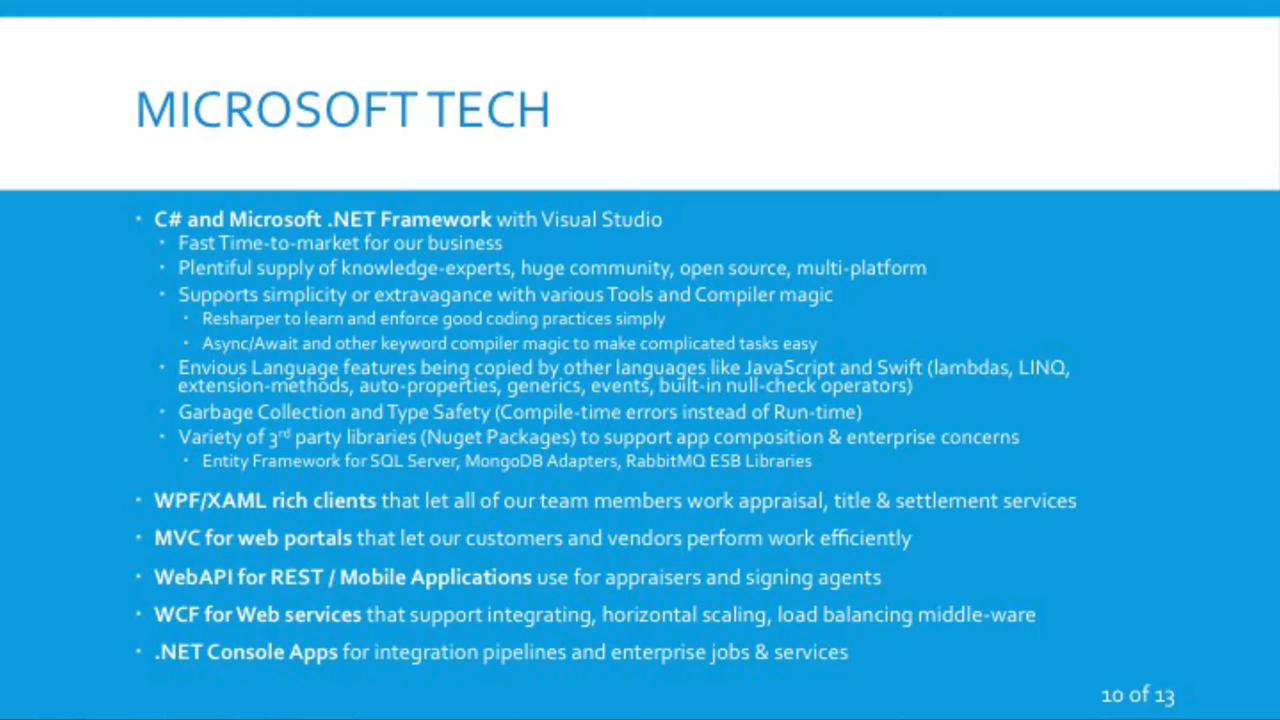 MICROSOFT TECH
• C# and Microsoft .NET Framework with Visual Studio
• Fast Time-to-market for our business
• Plentiful supply of knowledge-experts, huge community, open source, multi-platform
• Supports simplicity or extravagance with various Tools and Compiler magic
• Resharper to learn and enforce good coding practices simply
• Async/Await and other keyword compiler magic to make complicated tasks easy
• Envious Language features being copied by other languages like JavaScript and Swift (lambdas, LINQ,
extension-methods, auto-properties, generics, events, built-in null-check operators)
• Garbage Collection and Type Safety (Compile-time errors instead of Run-time)
• Variety of 3rd party libraries (Nuget Packages) to support app composition & enterprise concerns
• Entity Framework for SQL Server, MongoDB Adapters, RabbitMQ ESB Libraries
• WPF/XAML rich clients that let all of our team members work appraisal, title & settlement services
• MVC for web portals that let our customers and vendors perform work efficiently
• WebAPI for REST / Mobile Applications use for appraisers and signing agents
• WCF for Web services that support integrating, horizontal scaling, load balancing middle-ware
• .NET Console Apps for integration pipelines and enterprise jobs & services
10 of 13